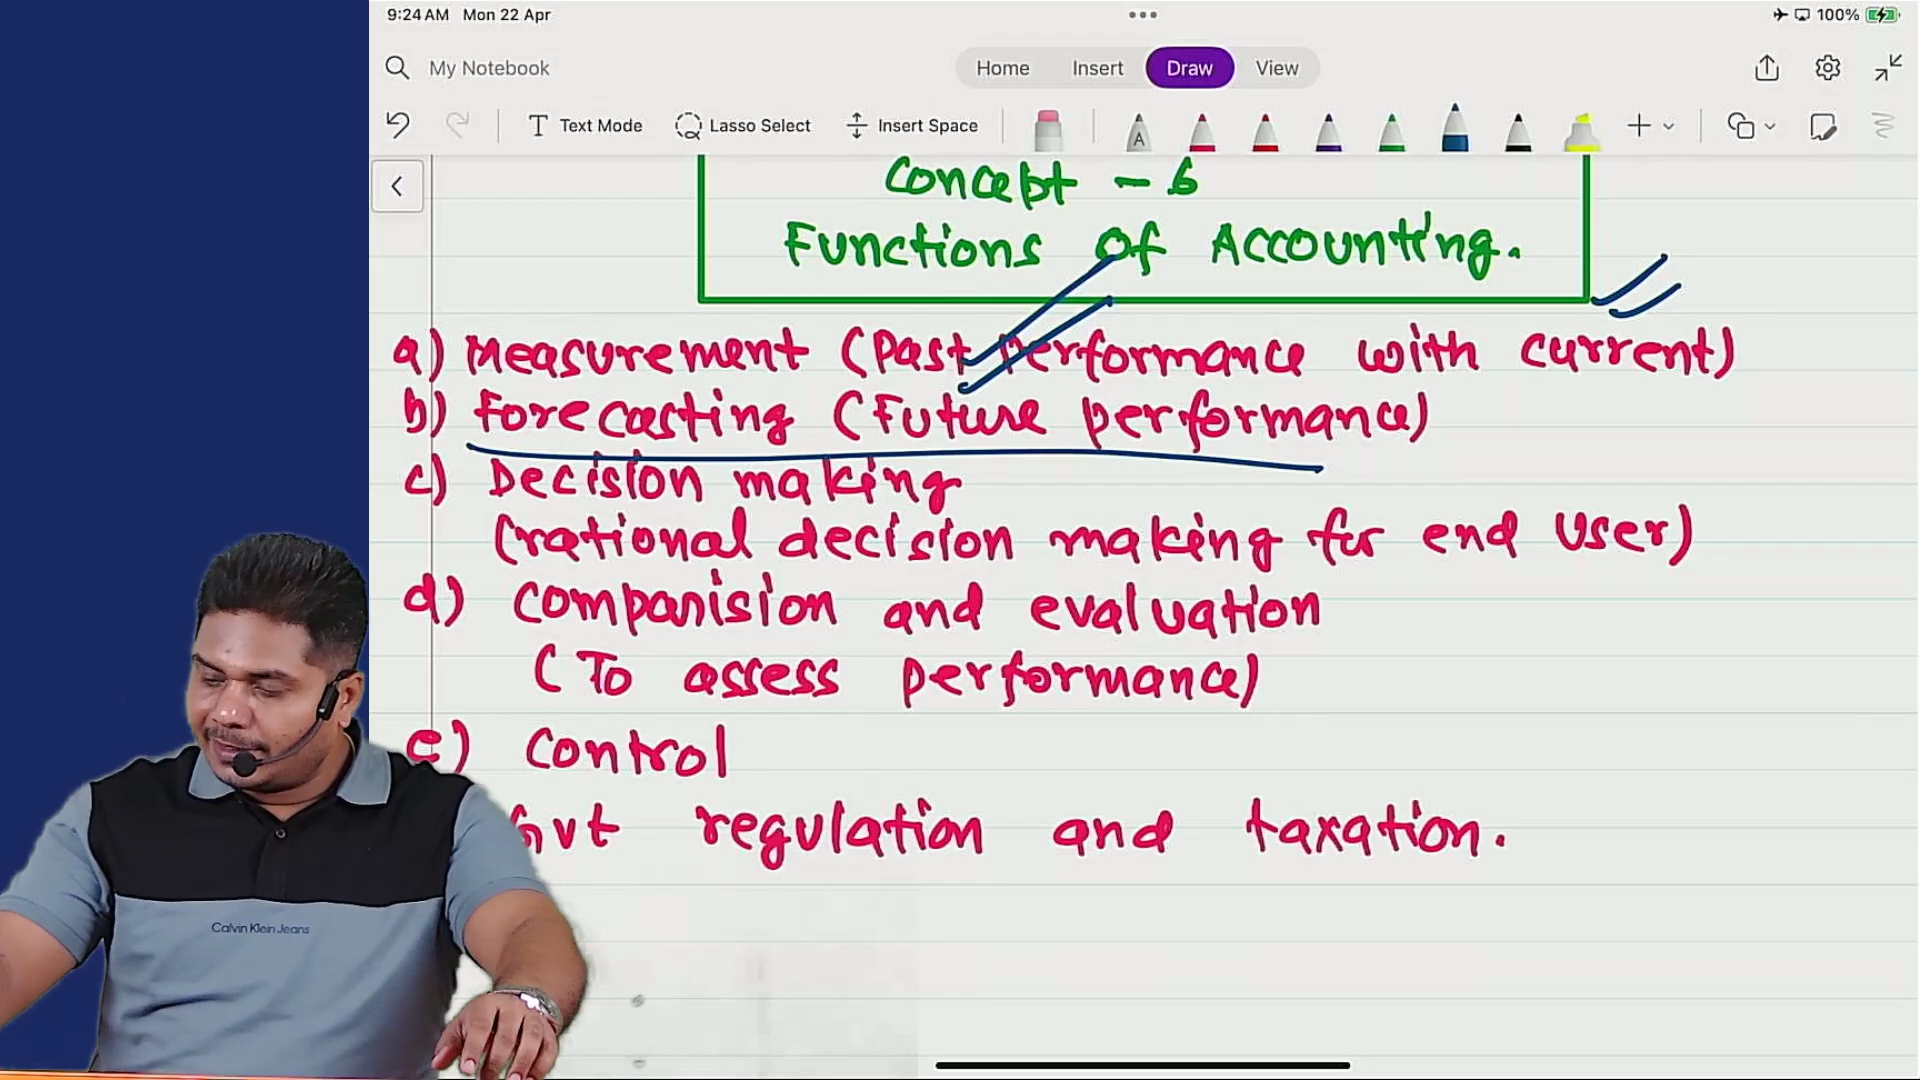 9:24 AM Mon 22 Apr
100%
My Notebook
Home Insert Draw View
Text Mode Lasso Select Insert Space
A
Concept - 6
Functions of Accounting.
a) Measurement (Past performance with current)
b) Forecasting (Future performance)
c) Decision making
(rational decision making for end user)
d) comparision and evaluation
(To assess performance)
e) control
Govt regulation and taxation.
Calvin Klein Jeans